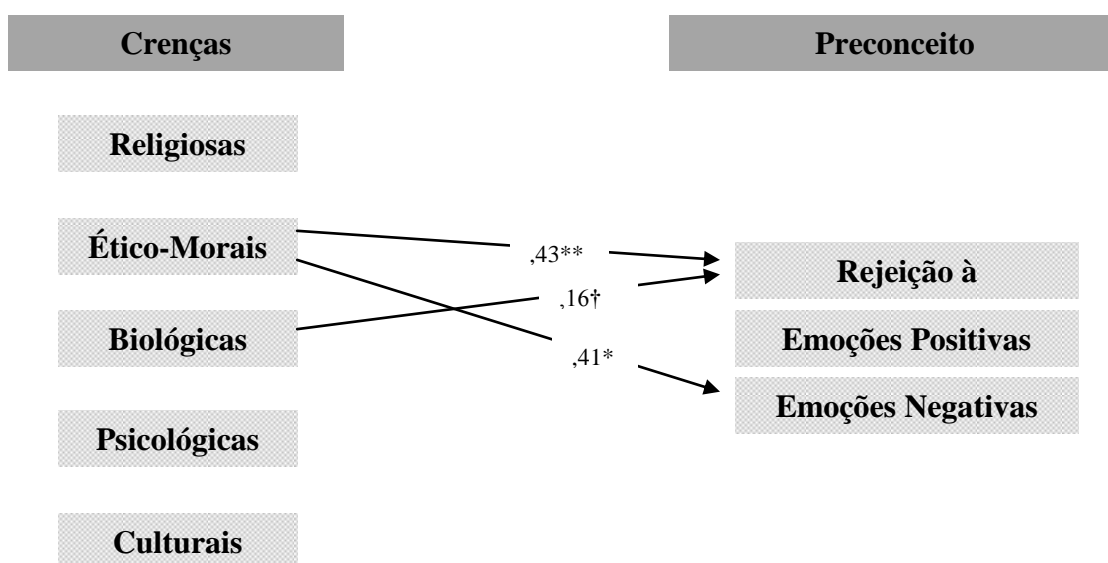 Crenças
Preconceito
Religiosas
Ético-Morais
Biológicas
Psicológicas
Culturais
,43**
,16†
,41*
Rejeição à
Emoções Positivas
Emoções Negativas